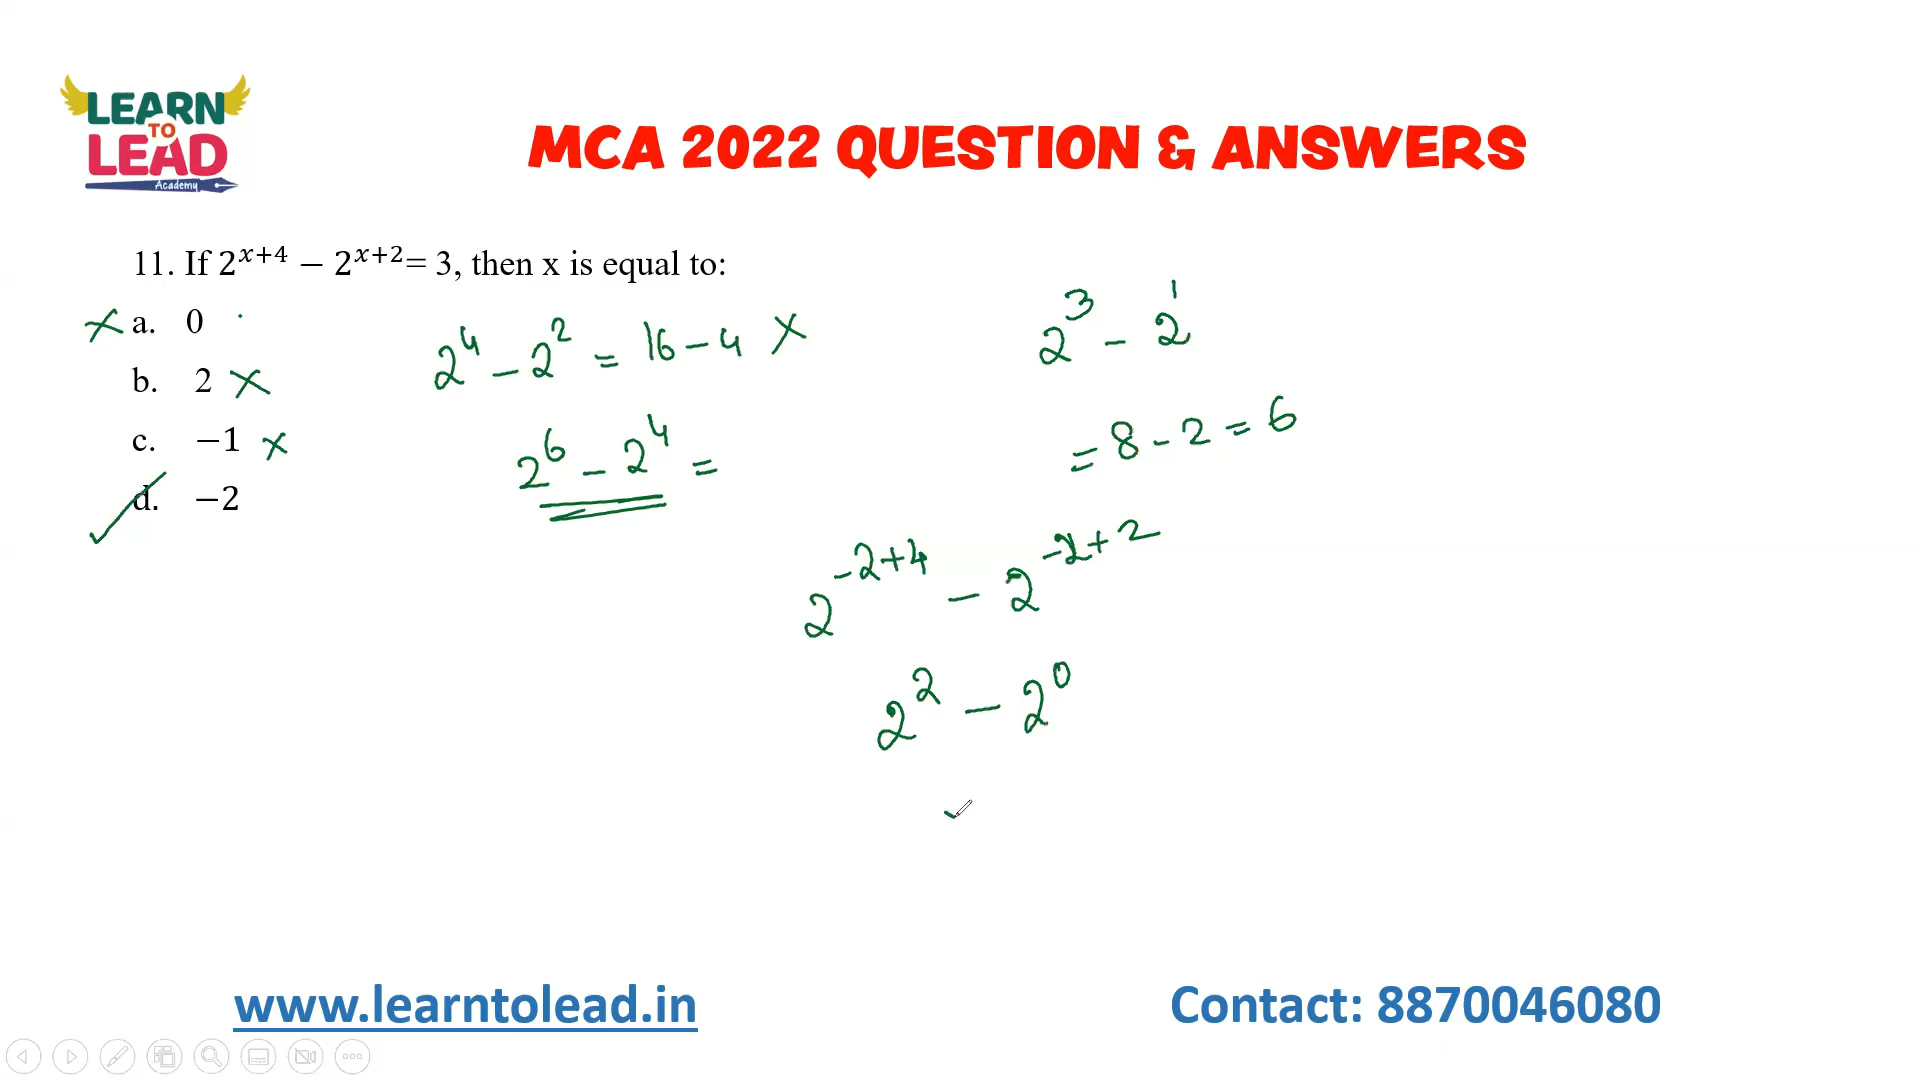 LEARN
TO
LEAD
Academy
MCA 2022 QUESTION & ANSWERS
11. If 2^{x+4} − 2^{x+2}= 3, then x is equal to:
× a. 0
b. 2 ×
c. −1 ×
✓ d. −2
2^4 − 2^2 = 16 − 4 ×
2^6 − 2^4 =
2^3 − 2^1
= 8 − 2 = 6
2^{-2+4} − 2^{-2+2}
2^2 − 2^0
www.learntolead.in
Contact: 8870046080